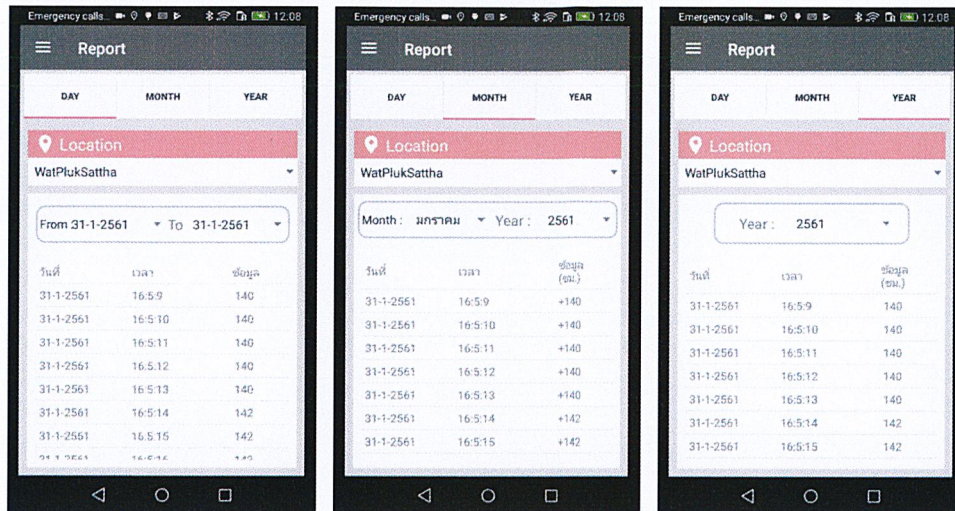 Emergency calls... 12:08
Report
DAY MONTH YEAR
Location
WatPlukSattha
From 31-1-2561 To 31-1-2561
วันที่ เวลา ข้อมูล
31-1-2561 16:5:9 140
31-1-2561 16:5:10 140
31-1-2561 16:5:11 140
31-1-2561 16:5:12 140
31-1-2561 16:5:13 140
31-1-2561 16:5:14 142
31-1-2561 16:5:15 142
31-1-2561 16:5:16 142
Emergency calls... 12:08
Report
DAY MONTH YEAR
Location
WatPlukSattha
Month : มกราคม Year : 2561
วันที่ เวลา ข้อมูล
(ซม.)
31-1-2561 16:5:9 +140
31-1-2561 16:5:10 +140
31-1-2561 16:5:11 +140
31-1-2561 16:5:12 +140
31-1-2561 16:5:13 +140
31-1-2561 16:5:14 +142
31-1-2561 16:5:15 +142
Emergency calls... 12:08
Report
DAY MONTH YEAR
Location
WatPlukSattha
Year : 2561
วันที่ เวลา ข้อมูล
(ซม.)
31-1-2561 16:5:9 140
31-1-2561 16:5:10 140
31-1-2561 16:5:11 140
31-1-2561 16:5:12 140
31-1-2561 16:5:13 140
31-1-2561 16:5:14 142
31-1-2561 16:5:15 142